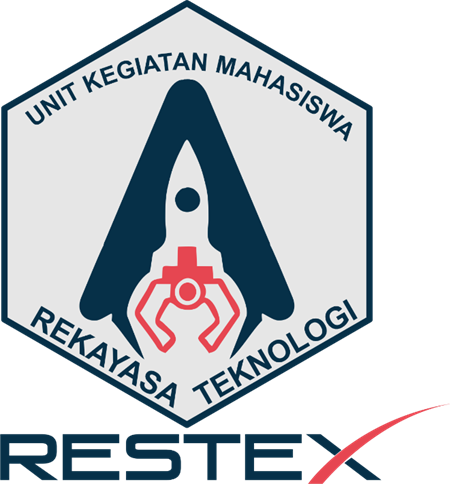 UNIT KEGIATAN MAHASISWA
REKAYASA TEKNOLOGI
RESTEX